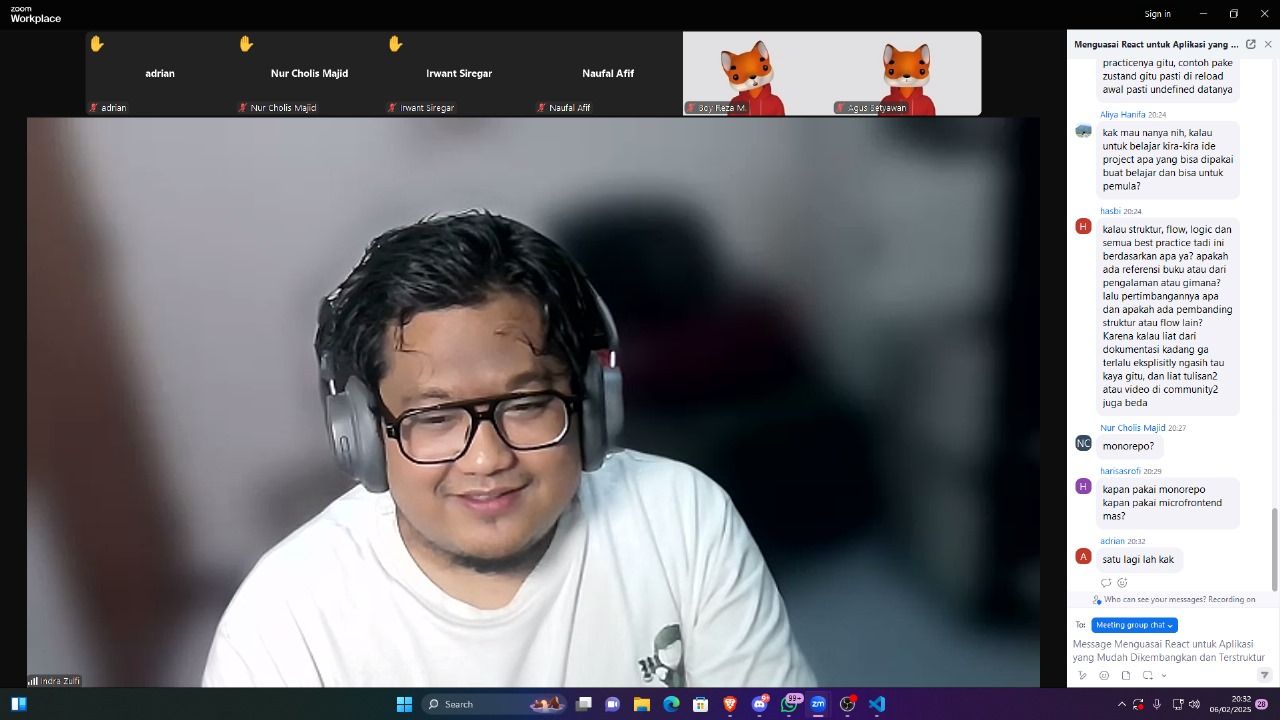 zoom
Workplace
Sign in
adrian
Nur Cholis Majid
Irwant Siregar
Naufal Afif
adrian
Nur Cholis Majid
Irwant Siregar
Naufal Afif
Boy Reza M.
Agus Setyawan
Indra Zulfi
Menguasai React untuk Aplikasi yang ...
practicenya gitu, contoh pake
zustand gitu pasti di reload
awal pasti undefined datanya
Aliya Hanifa 20:24
kak mau nanya nih, kalau
untuk belajar kira-kira ide
project apa yang bisa dipakai
buat belajar dan bisa untuk
pemula?
hasbi 20:24
H
kalau struktur, flow, logic dan
semua best practice tadi ini
berdasarkan apa ya? apakah
ada referensi buku atau dari
pengalaman atau gimana?
lalu pertimbangannya apa
dan apakah ada pembanding
struktur atau flow lain?
Karena kalau liat dari
dokumentasi kadang ga
terlalu eksplisitly ngasih tau
kaya gitu, dan liat tulisan2
atau video di community2
juga beda
Nur Cholis Majid 20:27
NC
monorepo?
harisasrofi 20:29
H
kapan pakai monorepo
kapan pakai microfrontend
mas?
adrian 20:32
A
satu lagi lah kak
Who can see your messages? Recording on
To: Meeting group chat
Message Menguasai React untuk Aplikasi
yang Mudah Dikembangkan dan Terstruktur
Search
9+
99+
zm
20:32
06/02/2025